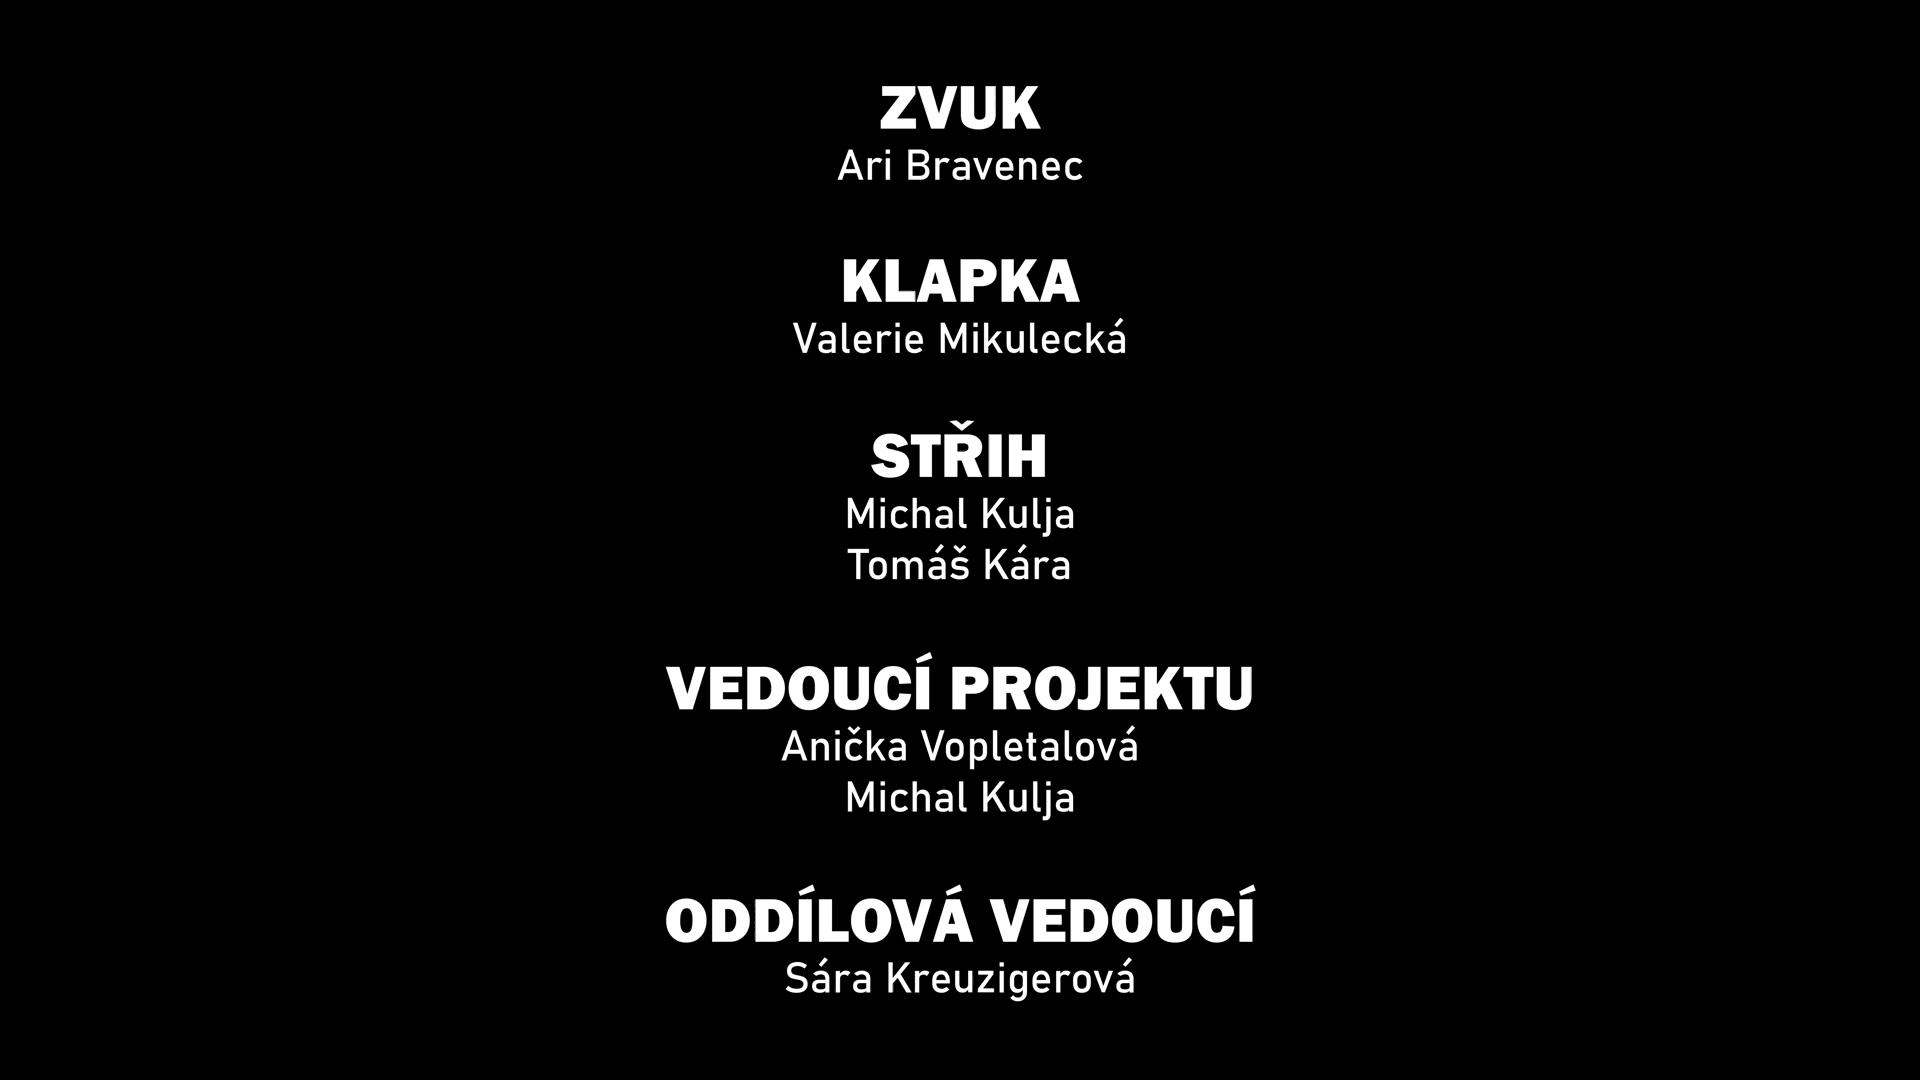 ZVUK
Ari Bravenec
KLAPKA
Valerie Mikulecká
STŘIH
Michal Kulja
Tomáš Kára
VEDOUCÍ PROJEKTU
Anička Vopletalová
Michal Kulja
ODDÍLOVÁ VEDOUCÍ
Sára Kreuzigerová